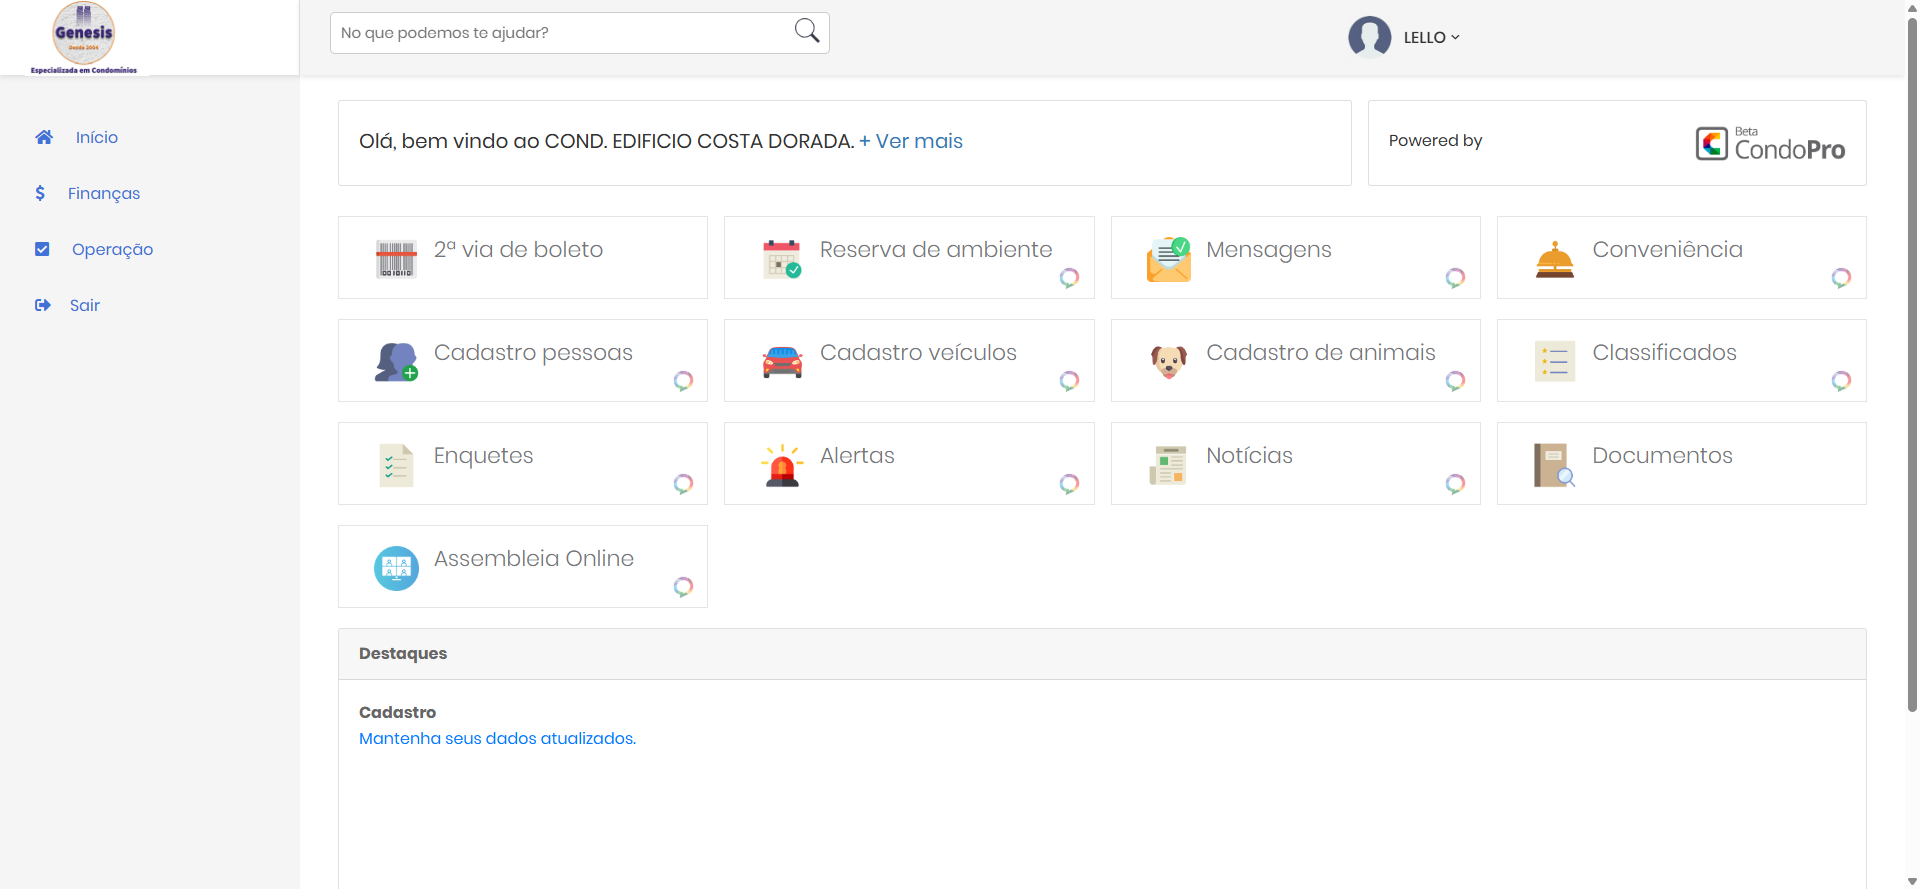 Genesis
Desde 2004
Especializada em Condomínios
No que podemos te ajudar?
LELLO
Início
Finanças
Operação
Sair
Olá, bem vindo ao COND. EDIFICIO COSTA DORADA. + Ver mais
Powered by
Beta
CondoPro
2ª via de boleto
Reserva de ambiente
Mensagens
Conveniência
Cadastro pessoas
Cadastro veículos
Cadastro de animais
Classificados
Enquetes
Alertas
Notícias
Documentos
Assembleia Online
Destaques
Cadastro
Mantenha seus dados atualizados.